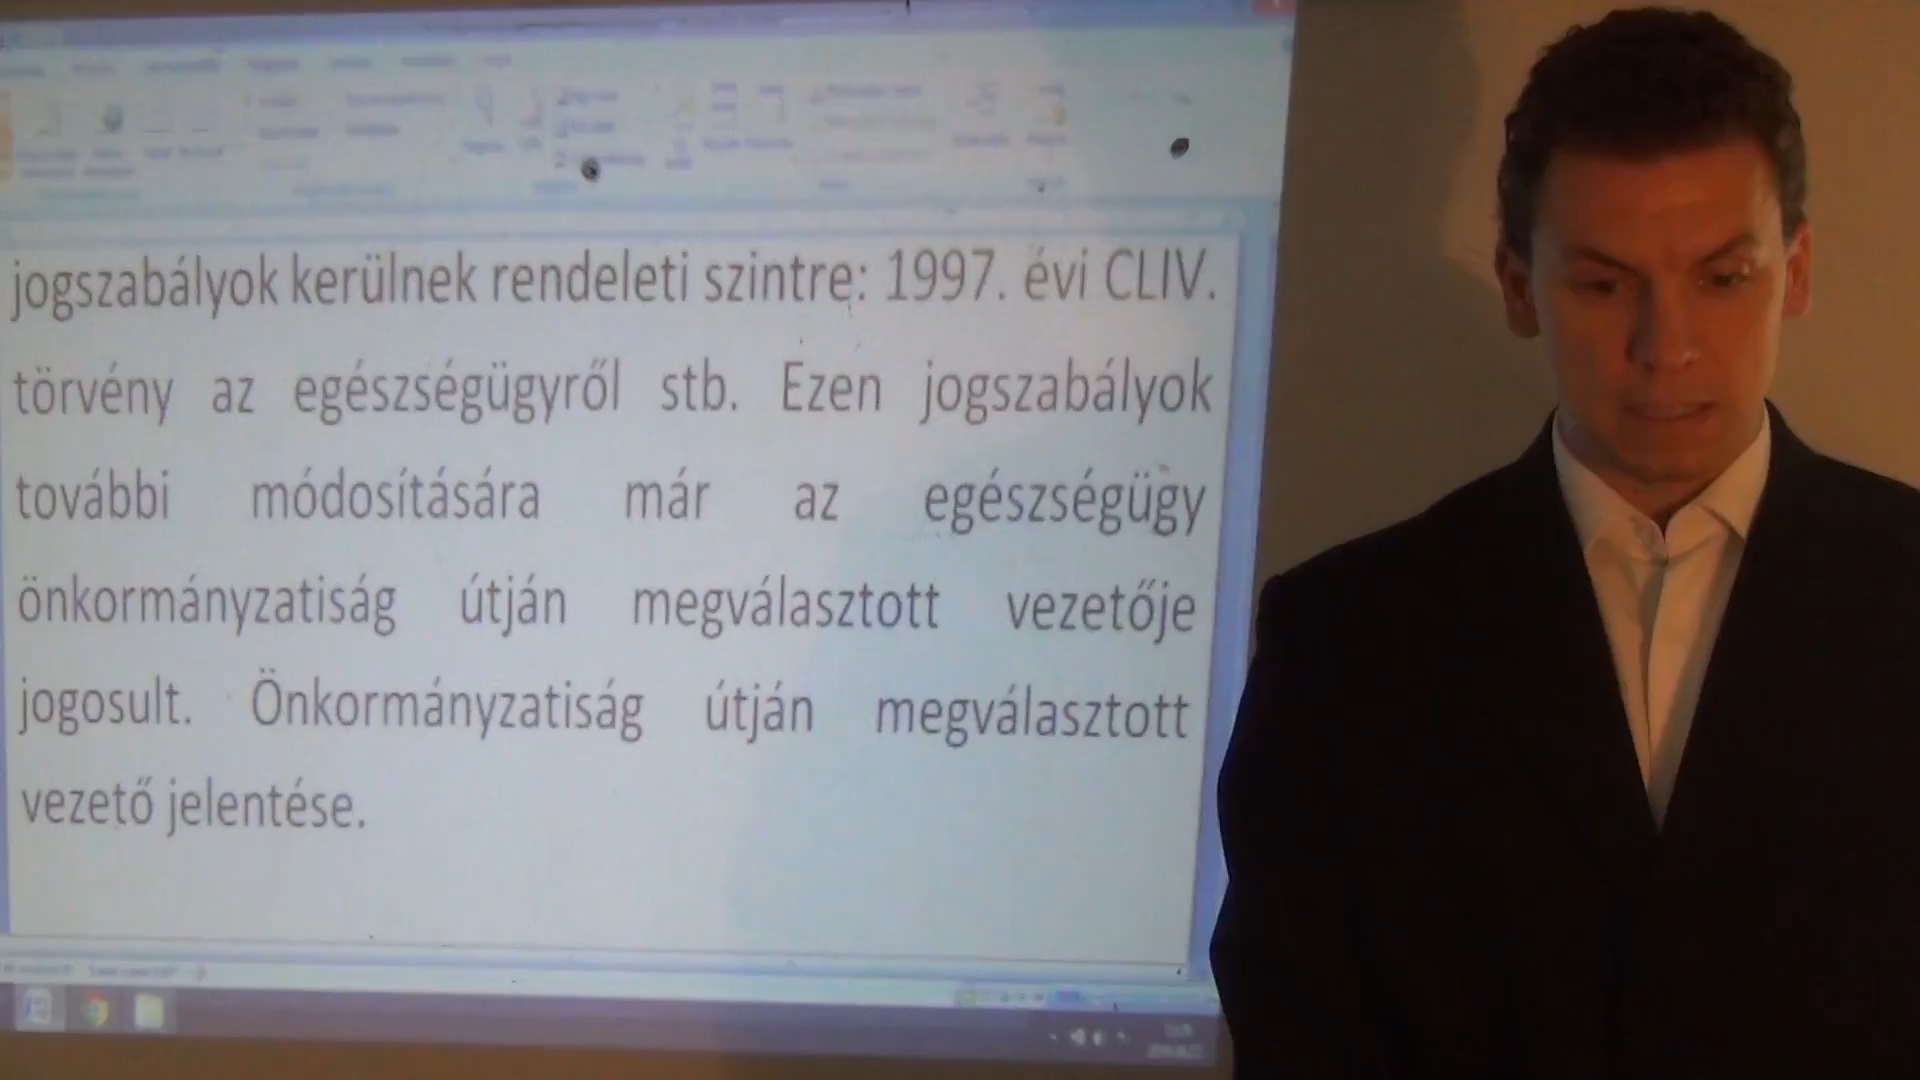 jogszabályok kerülnek rendeleti szintre: 1997. évi CLIV.
törvény az egészségügyről stb. Ezen jogszabályok
további módosítására már az egészségügy
önkormányzatiság útján megválasztott vezetője
jogosult. Önkormányzatiság útján megválasztott
vezető jelentése.